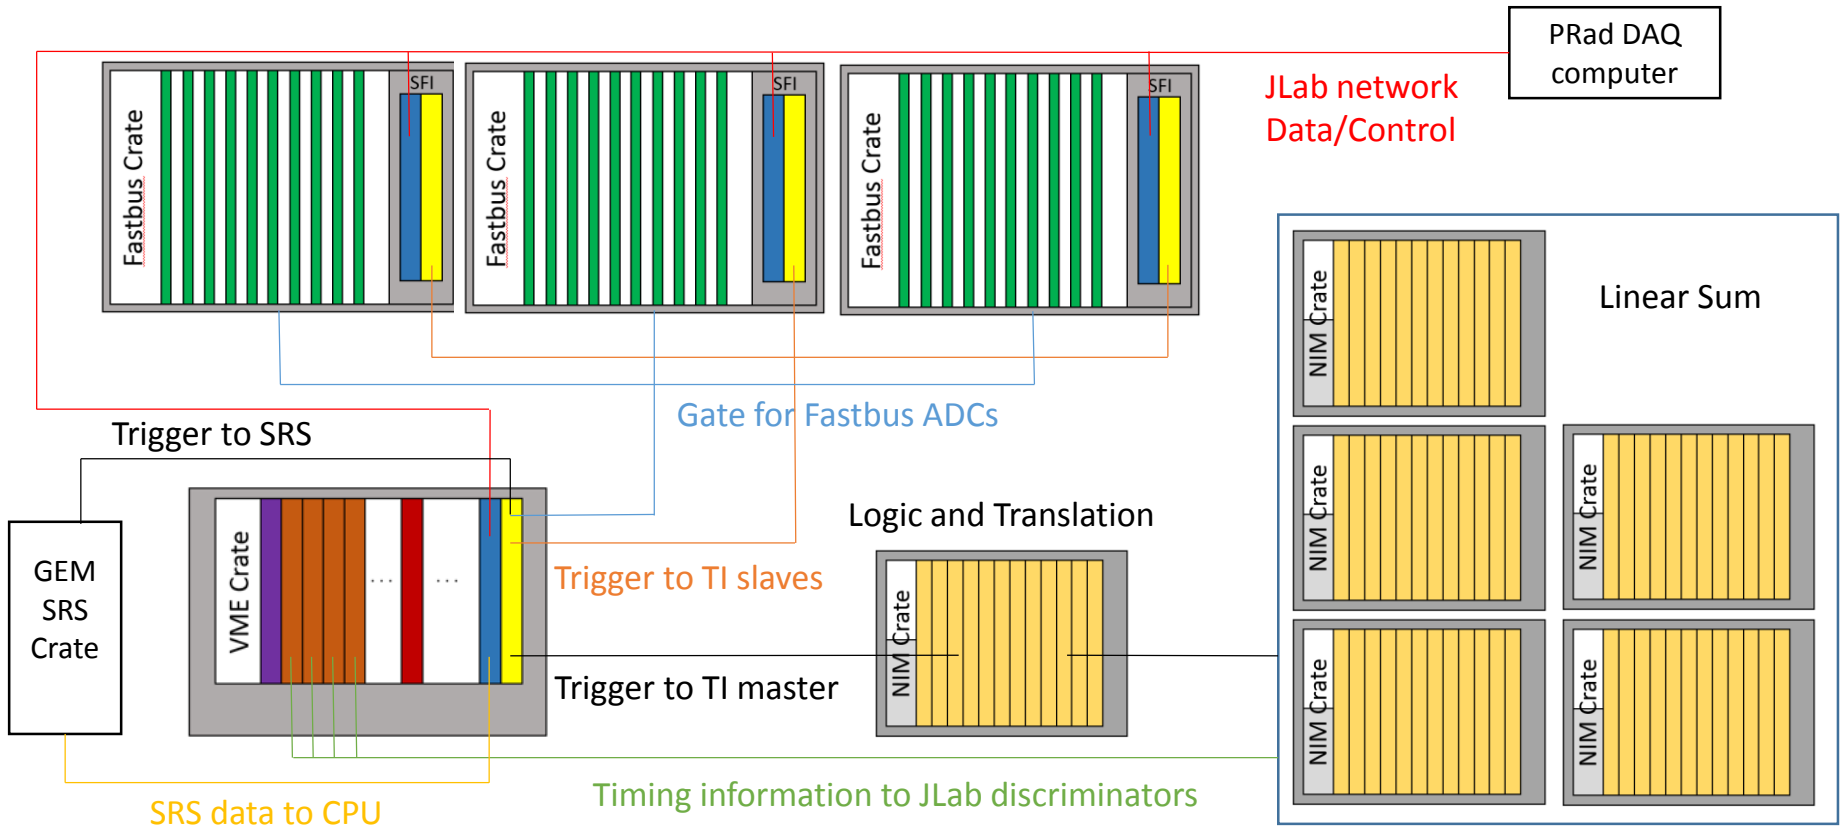 PRad DAQ
computer
JLab network
Data/Control
SFI
Fastbus Crate
SFI
Fastbus Crate
SFI
Fastbus Crate
Gate for Fastbus ADCs
Trigger to SRS
GEM
SRS
Crate
VME Crate
...
...
Trigger to TI slaves
Trigger to TI master
Logic and Translation
NIM Crate
Linear Sum
NIM Crate
NIM Crate
NIM Crate
NIM Crate
NIM Crate
Timing information to JLab discriminators
SRS data to CPU